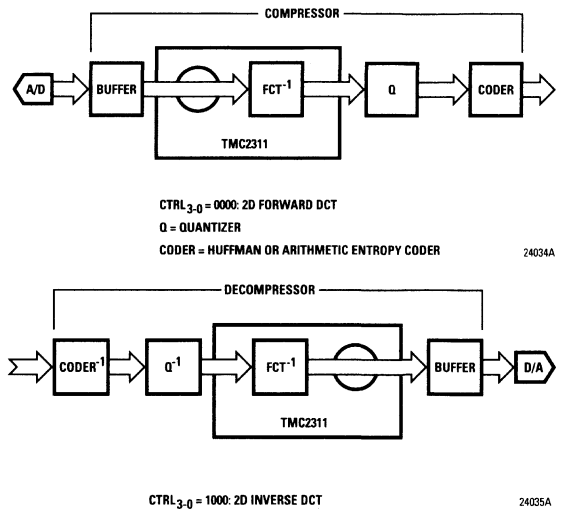 COMPRESSOR
A/D
BUFFER
FCT-1
Q
CODER
TMC2311
CTRL3-0 = 0000: 2D FORWARD DCT
Q = QUANTIZER
CODER = HUFFMAN OR ARITHMETIC ENTROPY CODER
24034A
DECOMPRESSOR
CODER-1
Q-1
FCT-1
BUFFER
D/A
TMC2311
CTRL3-0 = 1000: 2D INVERSE DCT
24035A